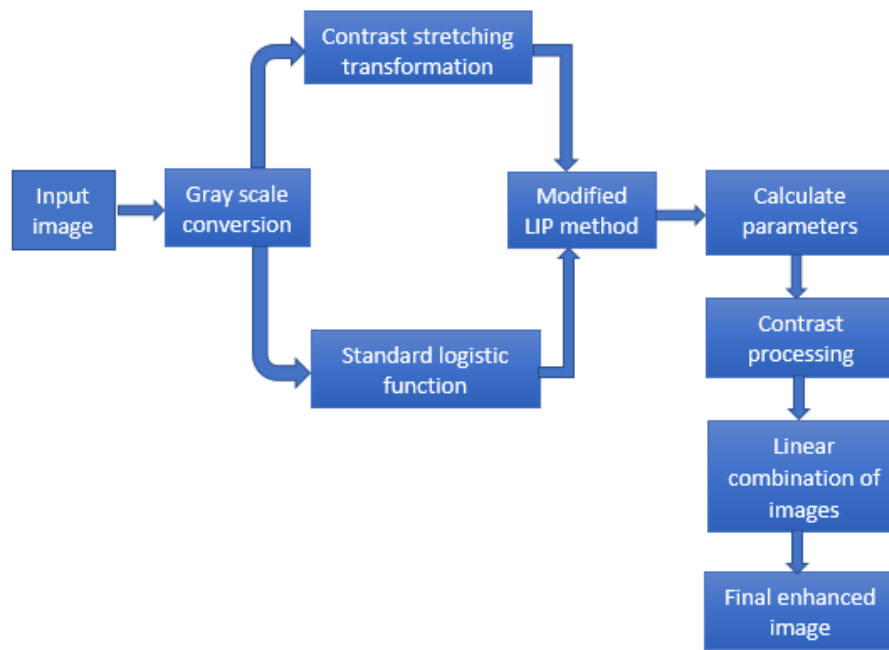 Contrast stretching
transformation
Input
image
Gray scale
conversion
Modified
LIP method
Calculate
parameters
Standard logistic
function
Contrast
processing
Linear
combination of
images
Final enhanced
image